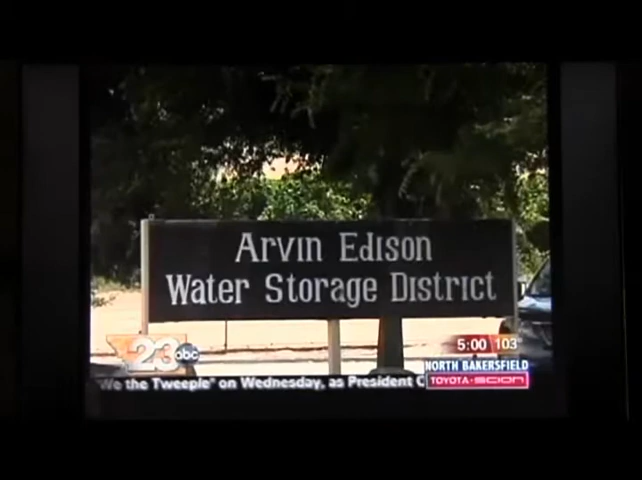 Arvin Edison
Water Storage District
23 abc
5:00 103
NORTH BAKERSFIELD
TOYOTA·SCION
We the Tweeple" on Wednesday, as President